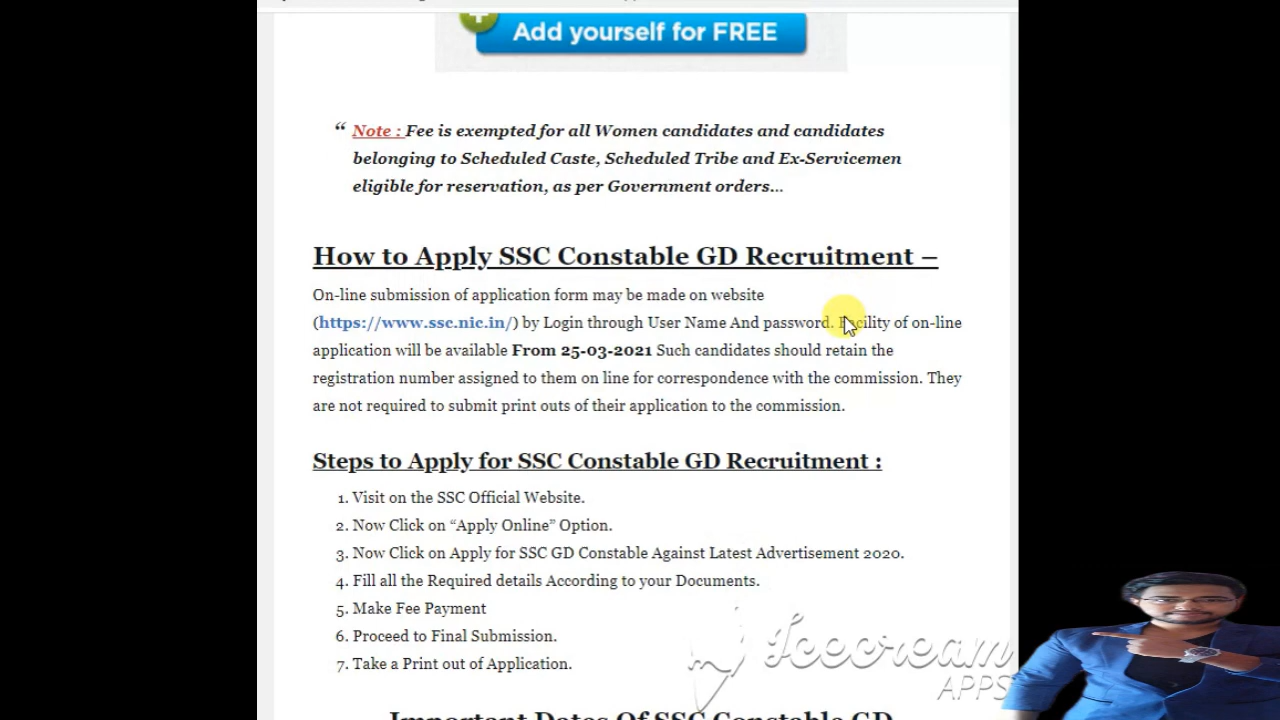 Add yourself for FREE
“ Note : Fee is exempted for all Women candidates and candidates
belonging to Scheduled Caste, Scheduled Tribe and Ex-Servicemen
eligible for reservation, as per Government orders...
How to Apply SSC Constable GD Recruitment –
On-line submission of application form may be made on website
(https://www.ssc.nic.in/) by Login through User Name And password. Facility of on-line
application will be available From 25-03-2021 Such candidates should retain the
registration number assigned to them on line for correspondence with the commission. They
are not required to submit print outs of their application to the commission.
Steps to Apply for SSC Constable GD Recruitment :
1. Visit on the SSC Official Website.
2. Now Click on “Apply Online” Option.
3. Now Click on Apply for SSC GD Constable Against Latest Advertisement 2020.
4. Fill all the Required details According to your Documents.
5. Make Fee Payment
6. Proceed to Final Submission.
7. Take a Print out of Application.
Icecream
APPS
Important Dates Of SSC Constable GD